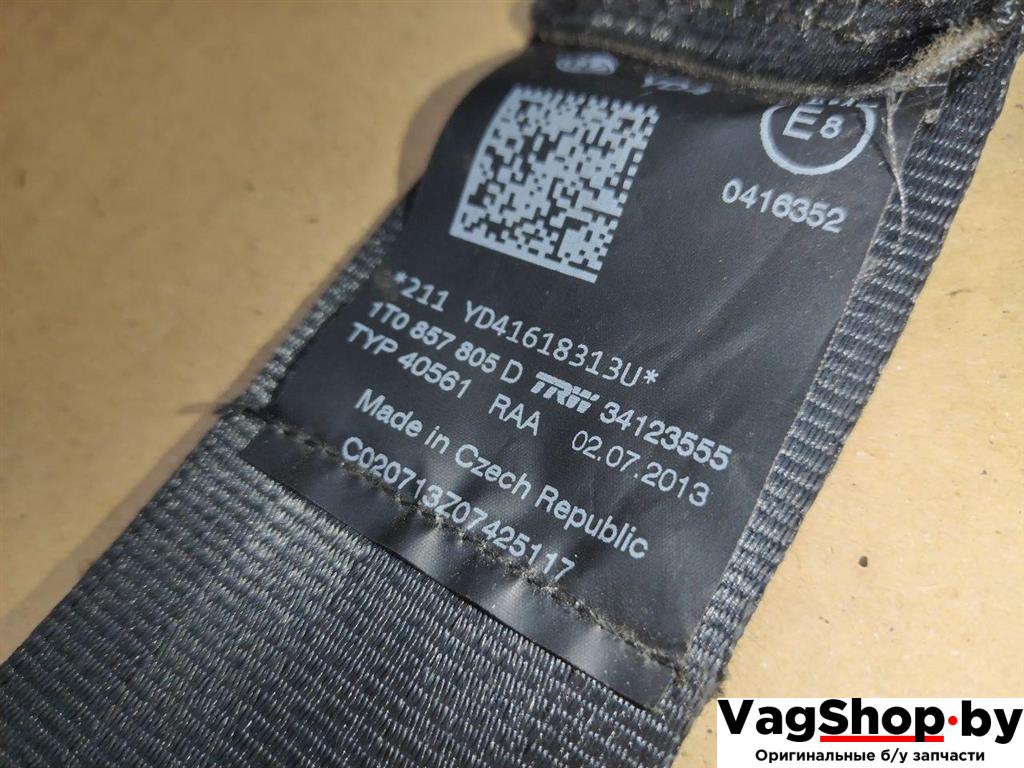 E8
0416352
*211 YD41618313U*
1T0 857 805 D TRW 34123555
TYP 40561 RAA 02.07.2013
Made in Czech Republic
C020713Z07425117
VagShop.by
Оригинальные б/у запчасти